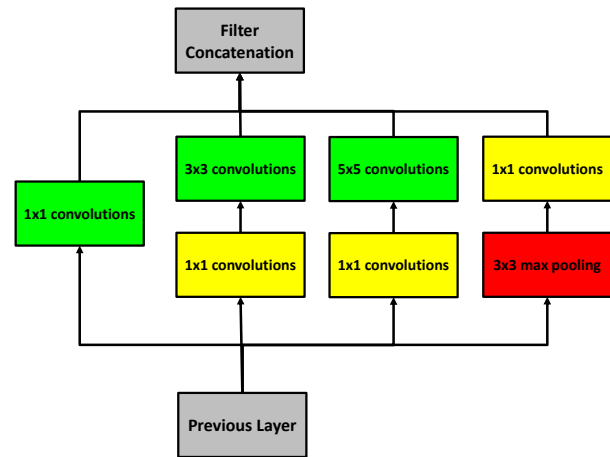 Filter
Concatenation
3x3 convolutions
5x5 convolutions
1x1 convolutions
1x1 convolutions
1x1 convolutions
1x1 convolutions
3x3 max pooling
Previous Layer